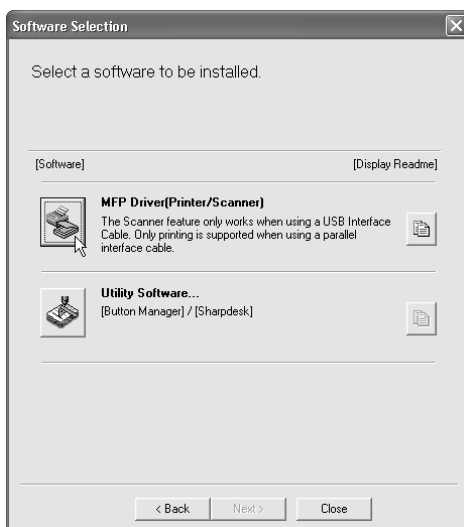 Software Selection
Select a software to be installed.
[Software] [Display Readme]
MFP Driver(Printer/Scanner)
The Scanner feature only works when using a USB Interface
Cable. Only printing is supported when using a parallel
interface cable.
Utility Software...
[Button Manager] / [Sharpdesk]
< Back Next > Close